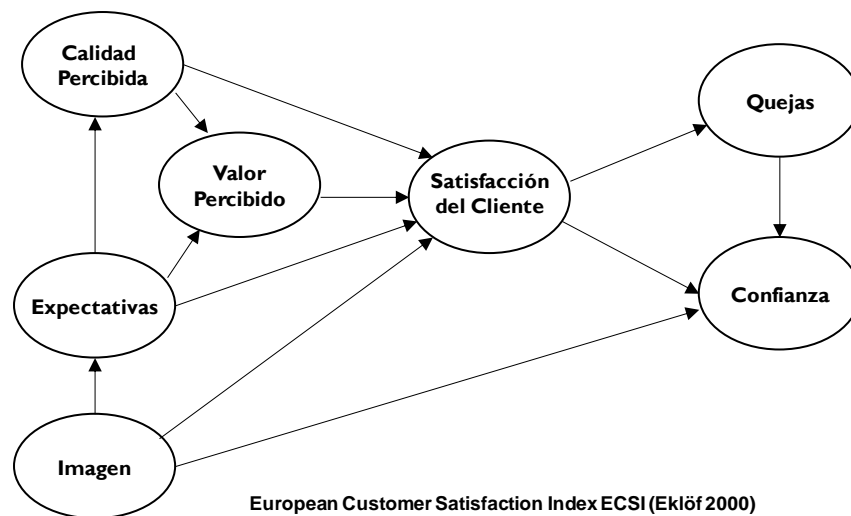 Calidad
Percibida
Quejas
Valor
Percibido
Satisfacción
del Cliente
Expectativas
Confianza
Imagen
European Customer Satisfaction Index ECSI (Eklöf 2000)